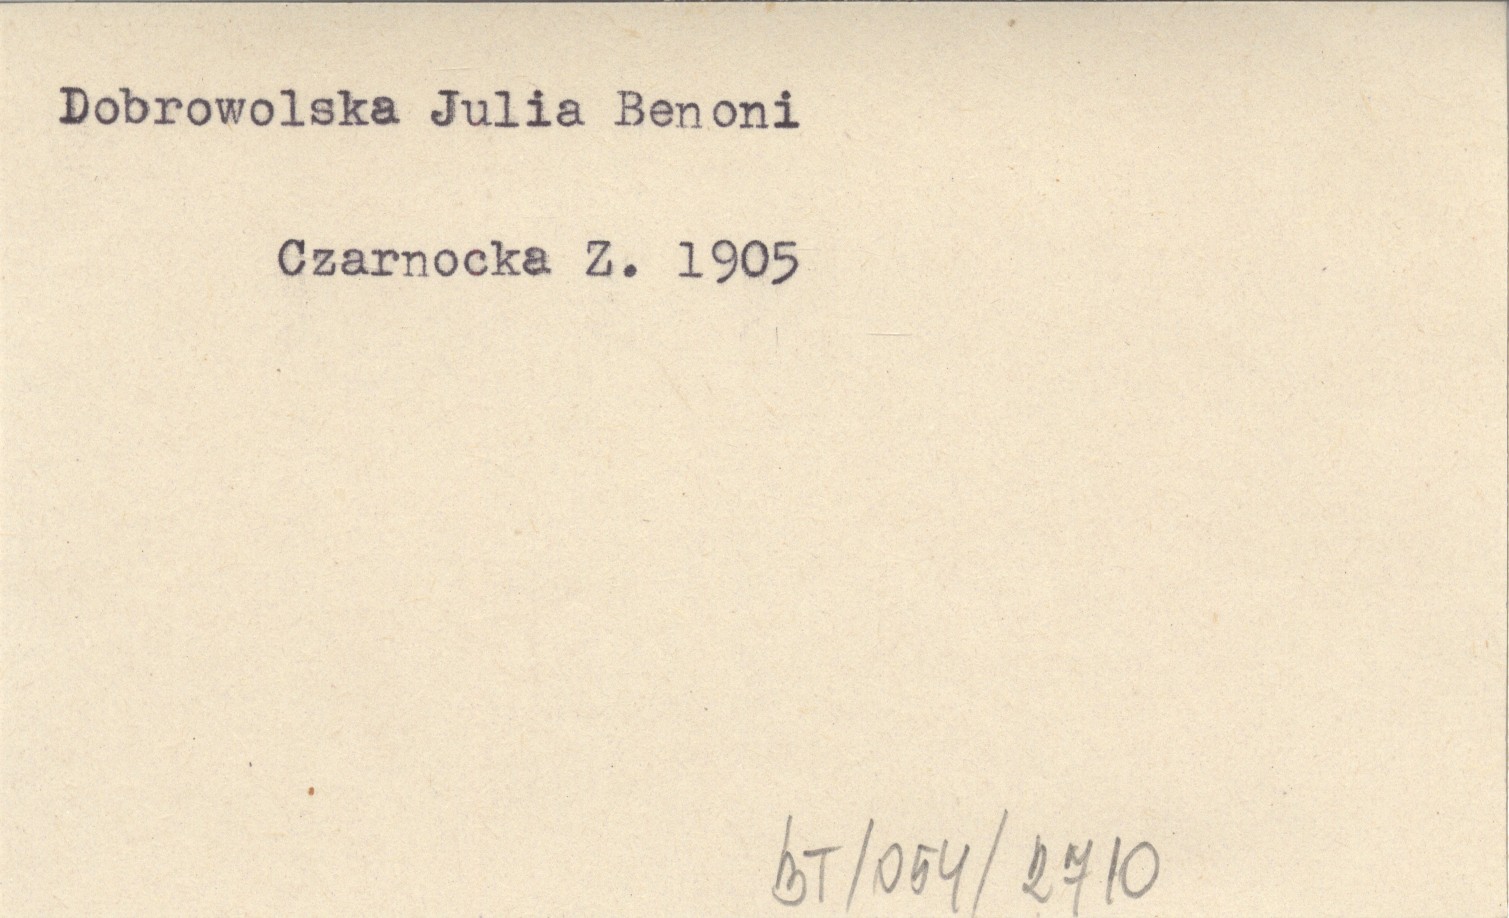 Dobrowolska Julia Benoni
Czarnocka Z. 1905
BT/054/2710